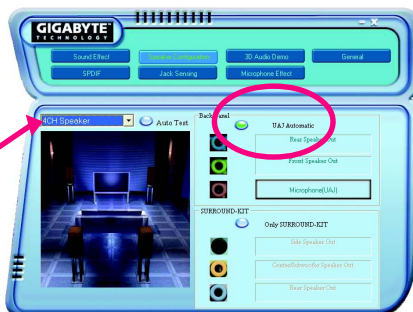 GIGABYTE™
TECHNOLOGY
Sound Effect
Speaker Configuration
3D Audio Demo
General
SPDIF
Jack Sensing
Microphone Effect
4CH Speaker
Auto Test
Back Panel
UAJ Automatic
Rear Speaker Out
Front Speaker Out
Microphone(UAJ)
SURROUND-KIT
Only SURROUND-KIT
Side Speaker Out
Center/Subwoofer Speaker Out
Rear Speaker Out